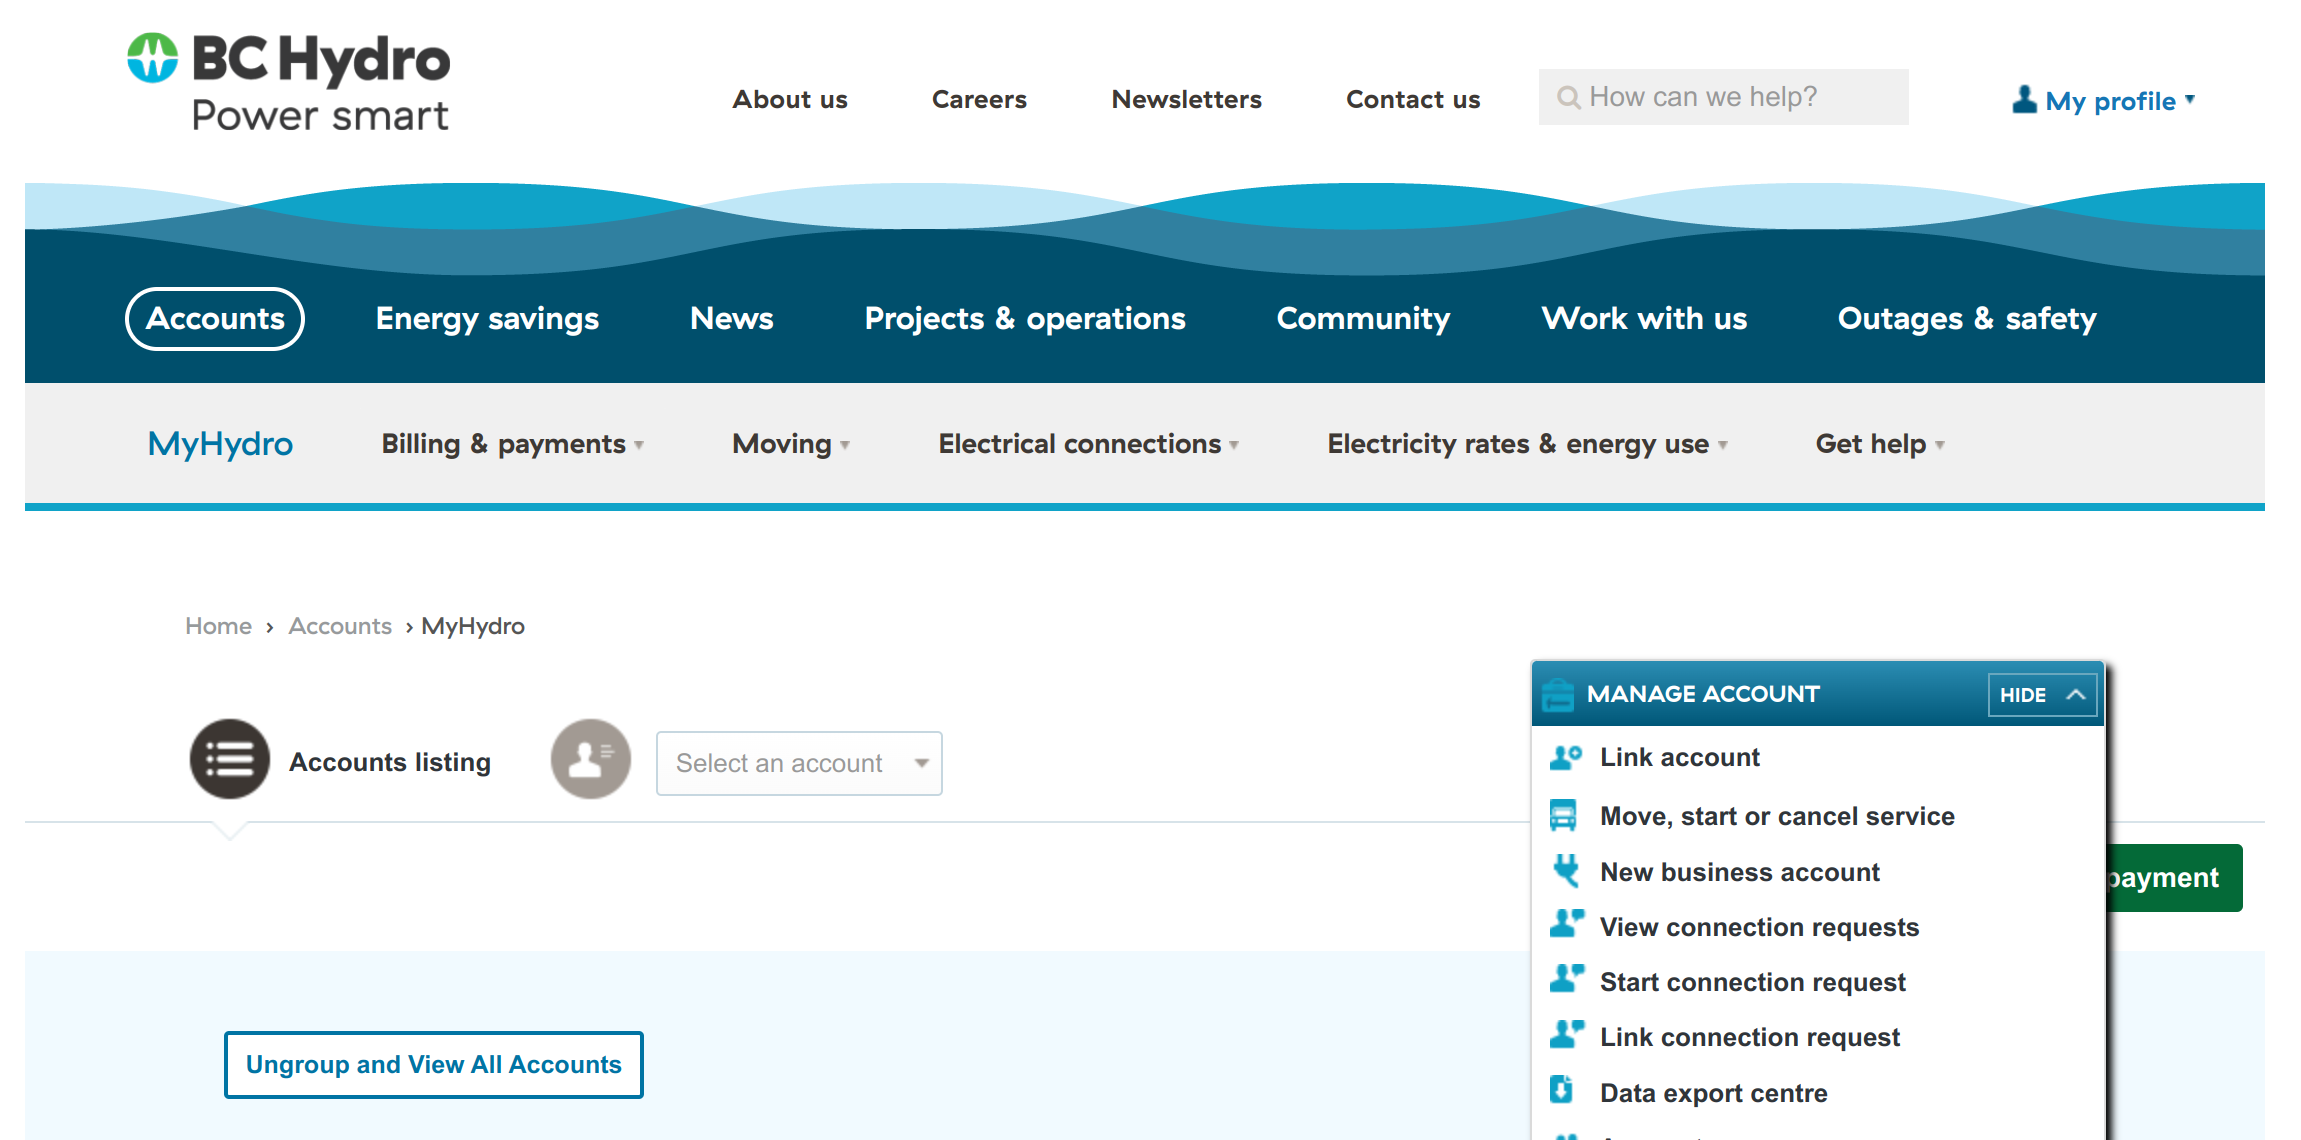 BC Hydro
Power smart
About us
Careers
Newsletters
Contact us
How can we help?
My profile
Accounts
Energy savings
News
Projects & operations
Community
Work with us
Outages & safety
MyHydro
Billing & payments
Moving
Electrical connections
Electricity rates & energy use
Get help
Home › Accounts › MyHydro
Accounts listing
Select an account
MANAGE ACCOUNT
HIDE
Link account
Move, start or cancel service
New business account
payment
View connection requests
Start connection request
Link connection request
Data export centre
Ungroup and View All Accounts